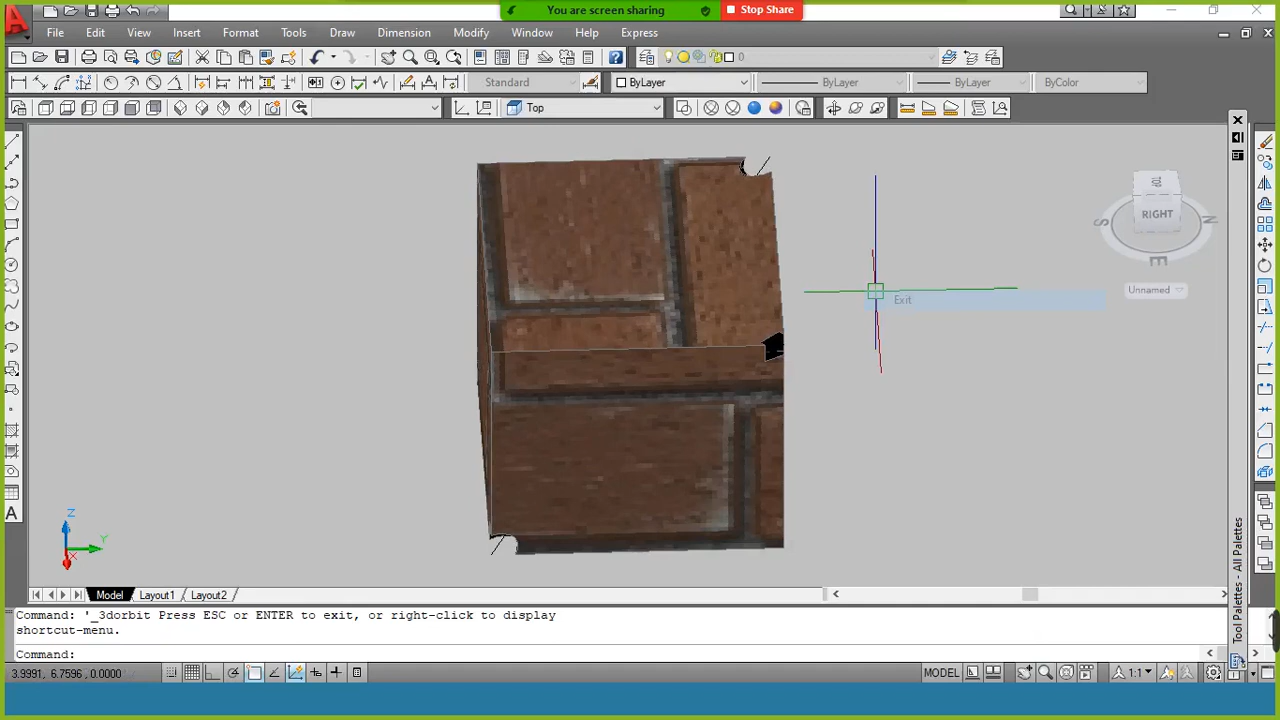 You are screen sharing
Stop Share
File Edit View Insert Format Tools Draw Dimension Modify Window Help Express
0
Standard
ByLayer
ByLayer
ByLayer
ByColor
Top
TOP
RIGHT
S
N
E
Unnamed
Exit
Z
Y
X
Tool Palettes - All Palettes
Model Layout1 Layout2
Command: '_3dorbit Press ESC or ENTER to exit, or right-click to display
shortcut-menu.
Command:
3.9991, 6.7596 , 0.0000
MODEL
1:1